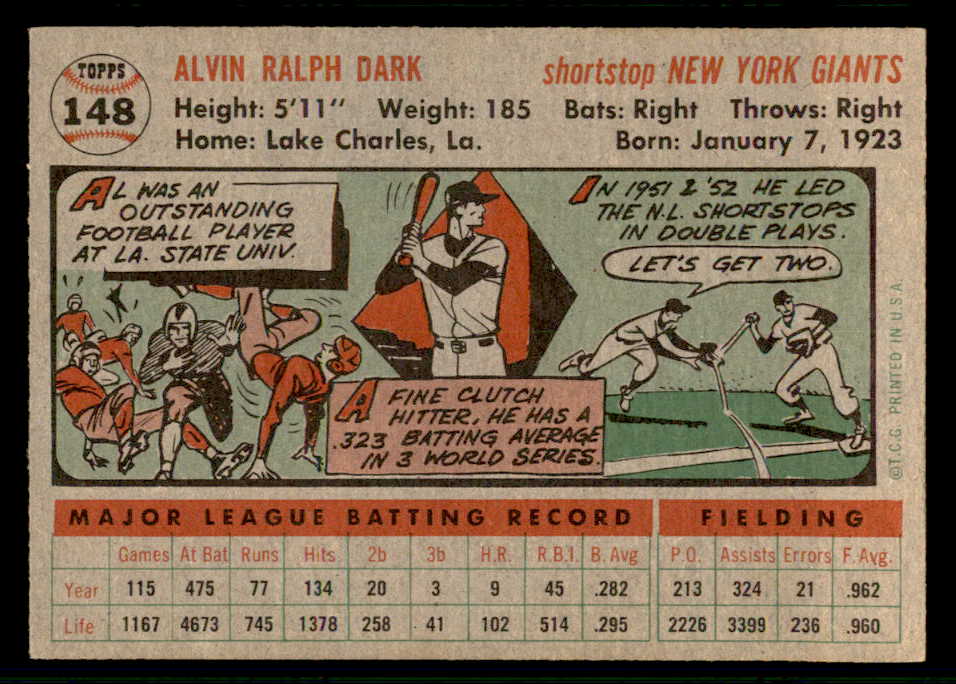 TOPPS
148
ALVIN RALPH DARK
shortstop NEW YORK GIANTS
Height: 5'11" Weight: 185 Bats: Right Throws: Right
Home: Lake Charles, La. Born: January 7, 1923
AL WAS AN
OUTSTANDING
FOOTBALL PLAYER
AT LA. STATE UNIV.
IN 1951 & '52 HE LED
THE N.L. SHORTSTOPS
IN DOUBLE PLAYS.
LET'S GET TWO.
A FINE CLUTCH
HITTER, HE HAS A
.323 BATTING AVERAGE
IN 3 WORLD SERIES.
©T.C.G. PRINTED IN U.S.A.
MAJOR LEAGUE BATTING RECORD FIELDING
Games At Bat Runs Hits 2b 3b H.R. R.B.I. B. Avg P.O. Assists Errors F. Avg.
Year 115 475 77 134 20 3 9 45 .282 213 324 21 .962
Life 1167 4673 745 1378 258 41 102 514 .295 2226 3399 236 .960